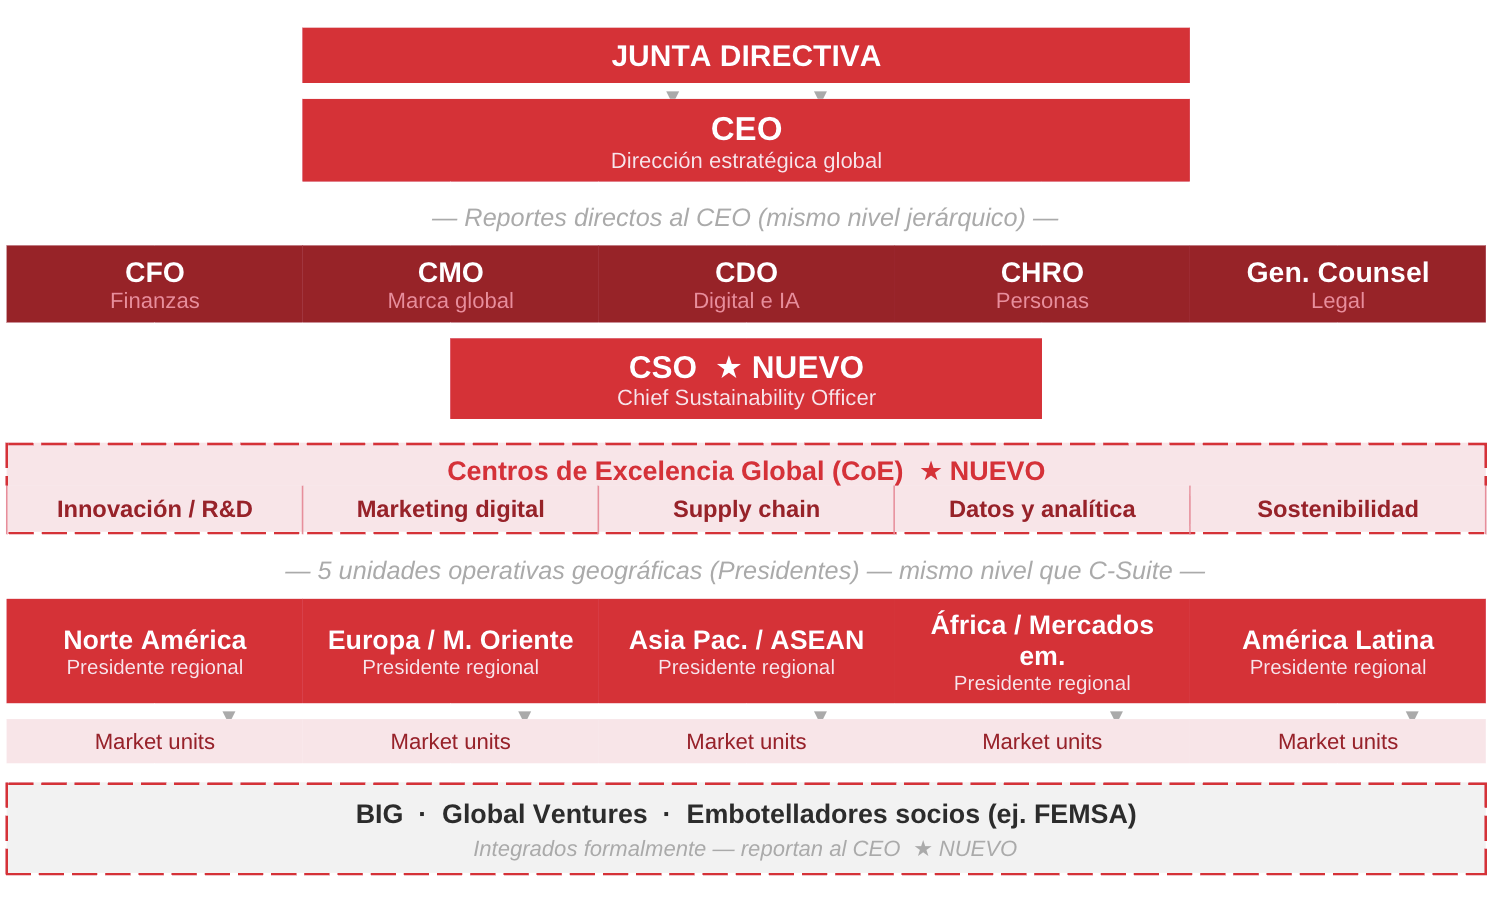 JUNTA DIRECTIVA
CEO
Dirección estratégica global
— Reportes directos al CEO (mismo nivel jerárquico) —
CFO
Finanzas
CMO
Marca global
CDO
Digital e IA
CHRO
Personas
Gen. Counsel
Legal
CSO ★ NUEVO
Chief Sustainability Officer
Centros de Excelencia Global (CoE) ★ NUEVO
Innovación / R&D
Marketing digital
Supply chain
Datos y analítica
Sostenibilidad
— 5 unidades operativas geográficas (Presidentes) — mismo nivel que C-Suite —
Norte América
Presidente regional
Europa / M. Oriente
Presidente regional
Asia Pac. / ASEAN
Presidente regional
África / Mercados
em.
Presidente regional
América Latina
Presidente regional
Market units
Market units
Market units
Market units
Market units
BIG · Global Ventures · Embotelladores socios (ej. FEMSA)
Integrados formalmente — reportan al CEO ★ NUEVO